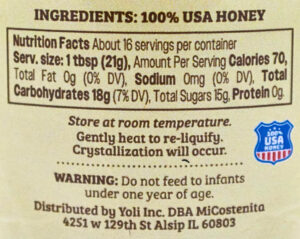 INGREDIENTS: 100% USA HONEY
Nutrition Facts About 16 servings per container
Serv. size: 1 tbsp (21g), Amount Per Serving Calories 70,
Total Fat 0g (0% DV), Sodium 0mg (0% DV), Total
Carbohydrates 18g (7% DV), Total Sugars 15g, Protein 0g.
Store at room temperature.
Gently heat to re-liquify.
Crystallization will occur.
100%
USA
HONEY
WARNING: Do not feed to infants
under one year of age.
Distributed by Yoli Inc. DBA MiCostenita
4251 w 129th St Alsip IL 60803